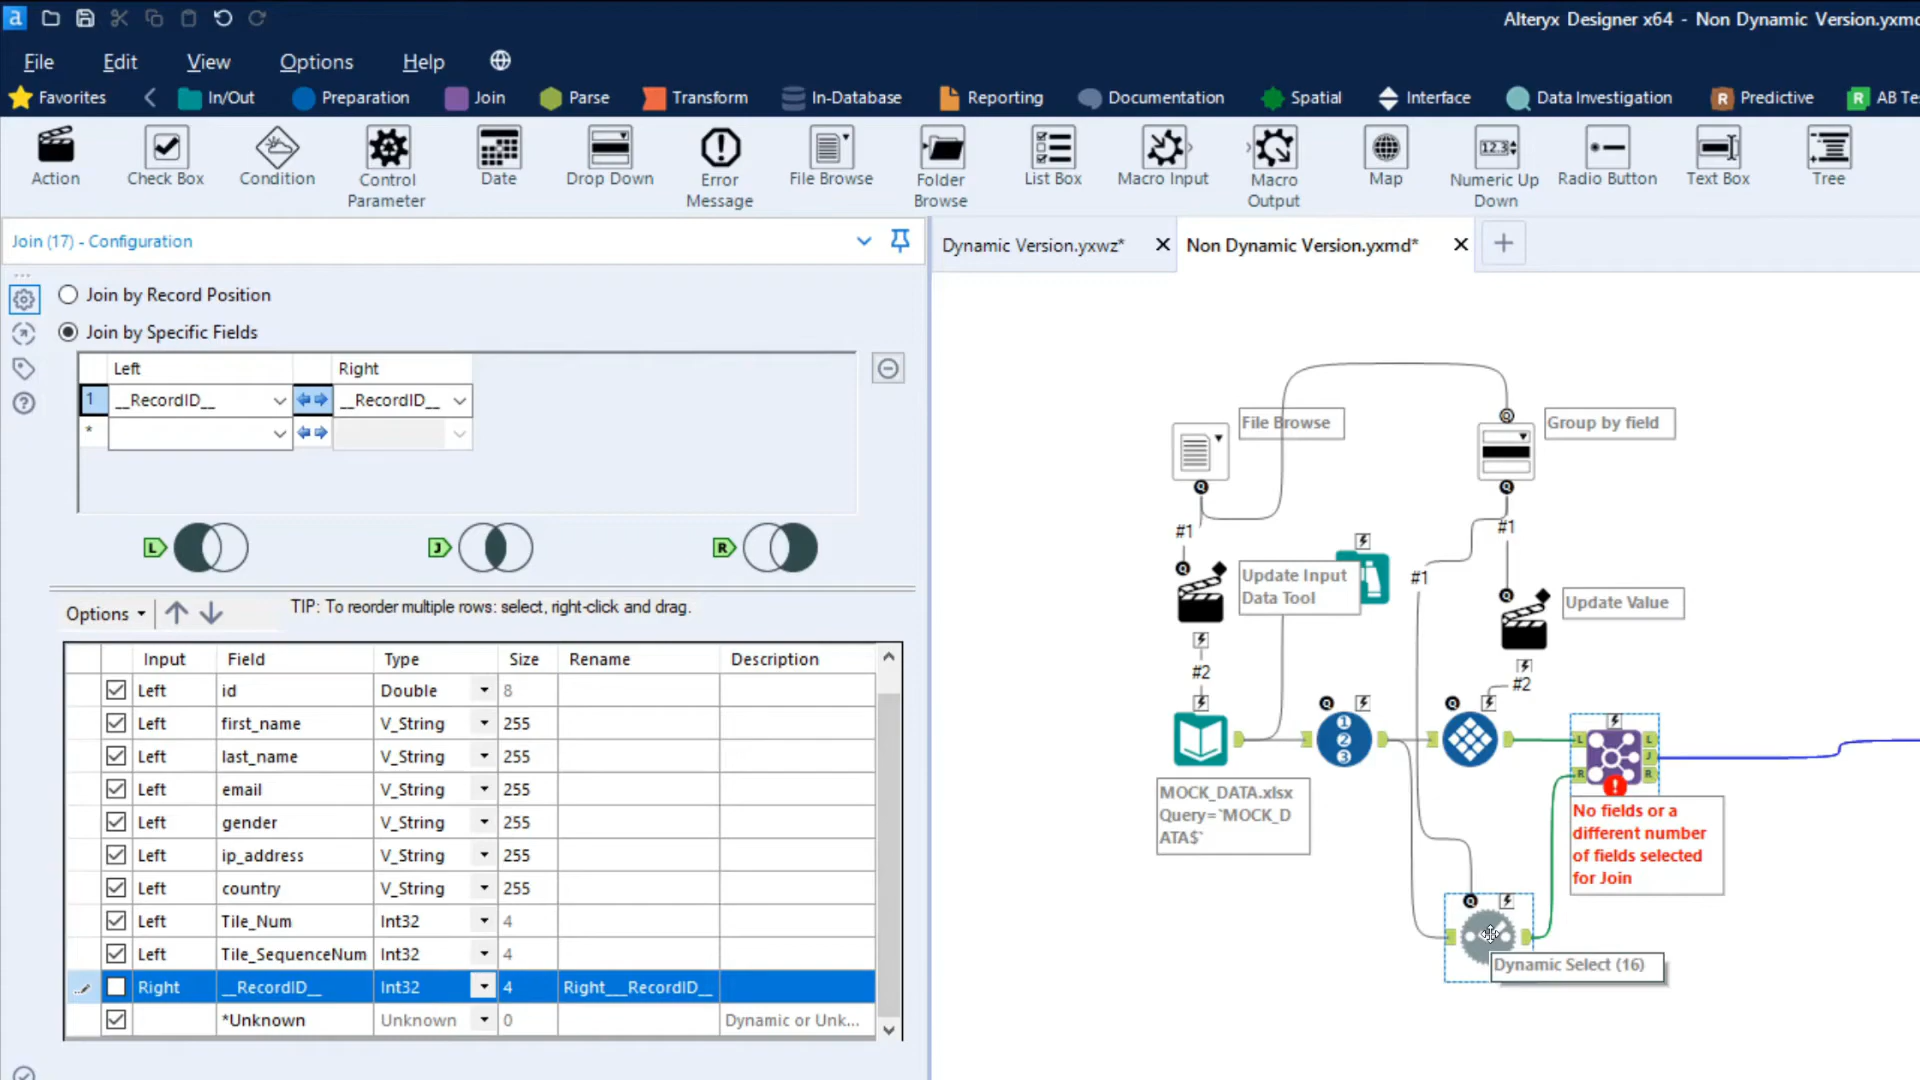 a
Alteryx Designer x64 - Non Dynamic Version.yxmd
File Edit View Options Help
Favorites In/Out Preparation Join Parse Transform In-Database Reporting Documentation Spatial Interface Data Investigation Predictive AB Te
Action
Check Box
Condition
Control
Parameter
Date
Drop Down
Error
Message
File Browse
Folder
Browse
List Box
Macro Input
Macro
Output
Map
Numeric Up
Down
Radio Button
Text Box
Tree
Join (17) - Configuration
Dynamic Version.yxwz*
Non Dynamic Version.yxmd*
Join by Record Position
Join by Specific Fields
Left Right
1 __RecordID__ __RecordID__
*
L J R
Options TIP: To reorder multiple rows: select, right-click and drag.
Input Field Type Size Rename Description
Left id Double 8
Left first_name V_String 255
Left last_name V_String 255
Left email V_String 255
Left gender V_String 255
Left ip_address V_String 255
Left country V_String 255
Left Tile_Num Int32 4
Left Tile_SequenceNum Int32 4
Right __RecordID__ Int32 4 Right___RecordID__
*Unknown Unknown 0 Dynamic or Unk...
File Browse
Group by field
#1
#1
Update Input
Data Tool
#1
Update Value
#2
#2
1
2
3
L
R
L
J
R
MOCK_DATA.xlsx
Query=`MOCK_D
ATA$`
No fields or a
different number
of fields selected
for Join
Dynamic Select (16)